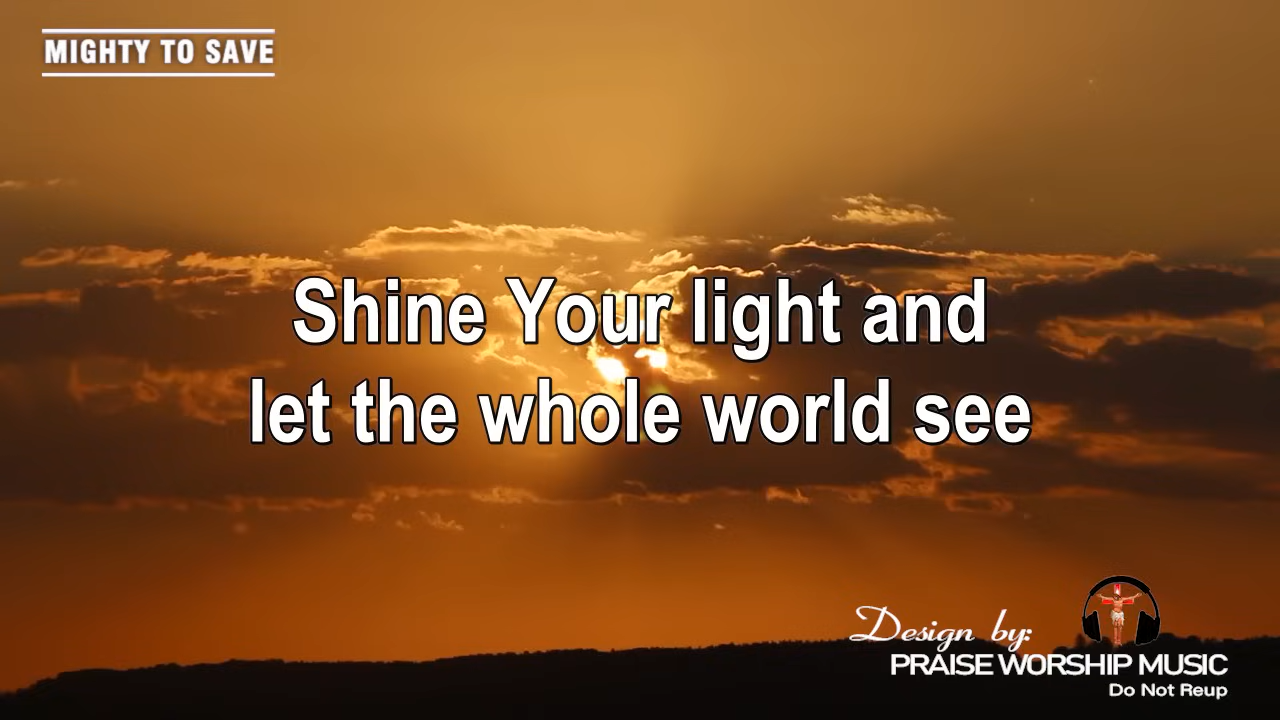 MIGHTY TO SAVE
Shine Your light and
let the whole world see
Design by:
PRAISE WORSHIP MUSIC
Do Not Reup